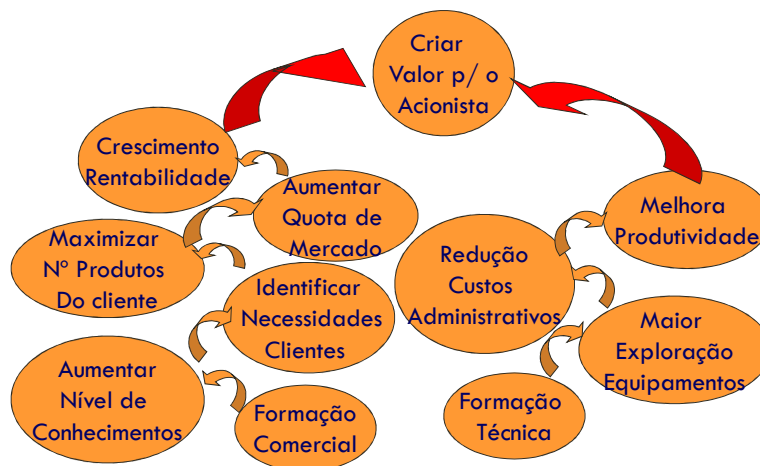 Criar
Valor p/ o
Acionista
Crescimento
Rentabilidade
Aumentar
Quota de
Mercado
Melhora
Produtividade
Maximizar
Nº Produtos
Do cliente
Redução
Custos
Administrativos
Identificar
Necessidades
Clientes
Maior
Exploração
Equipamentos
Aumentar
Nível de
Conhecimentos
Formação
Comercial
Formação
Técnica